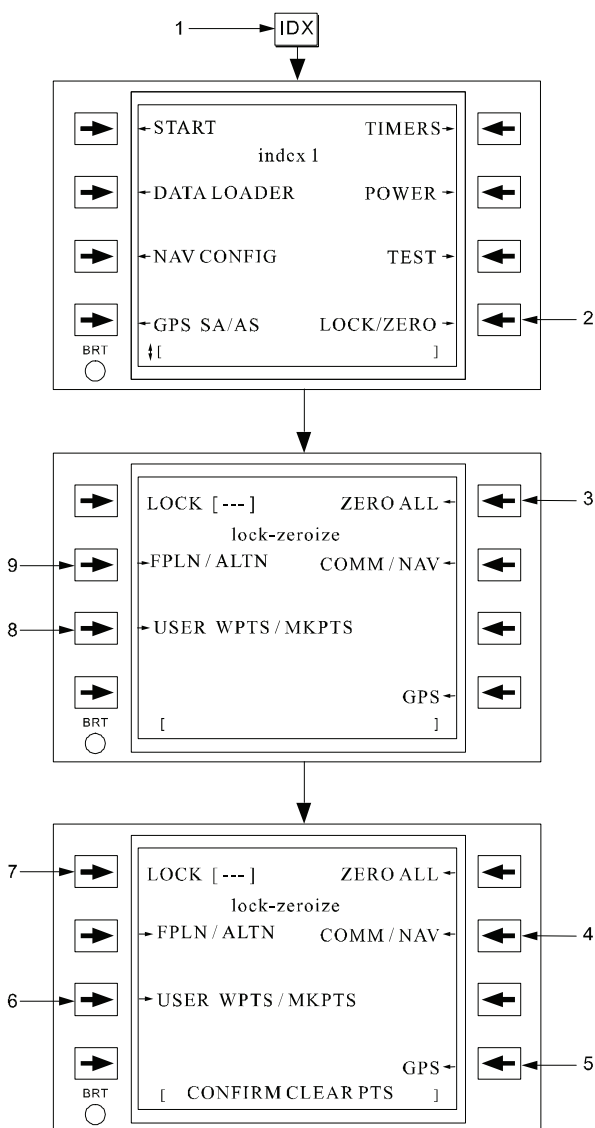 1 IDX
←START TIMERS→
index 1
←DATA LOADER POWER→
←NAV CONFIG TEST→
←GPS SA/AS LOCK/ZERO→ 2
BRT
↕[ ]
LOCK [---] ZERO ALL← 3
lock-zeroize
9 →FPLN / ALTN COMM / NAV←
8 →USER WPTS / MKPTS
GPS←
BRT
[ ]
7 LOCK [---] ZERO ALL←
lock-zeroize
→FPLN / ALTN COMM / NAV← 4
6 →USER WPTS / MKPTS
GPS← 5
BRT
[ CONFIRM CLEAR PTS ]